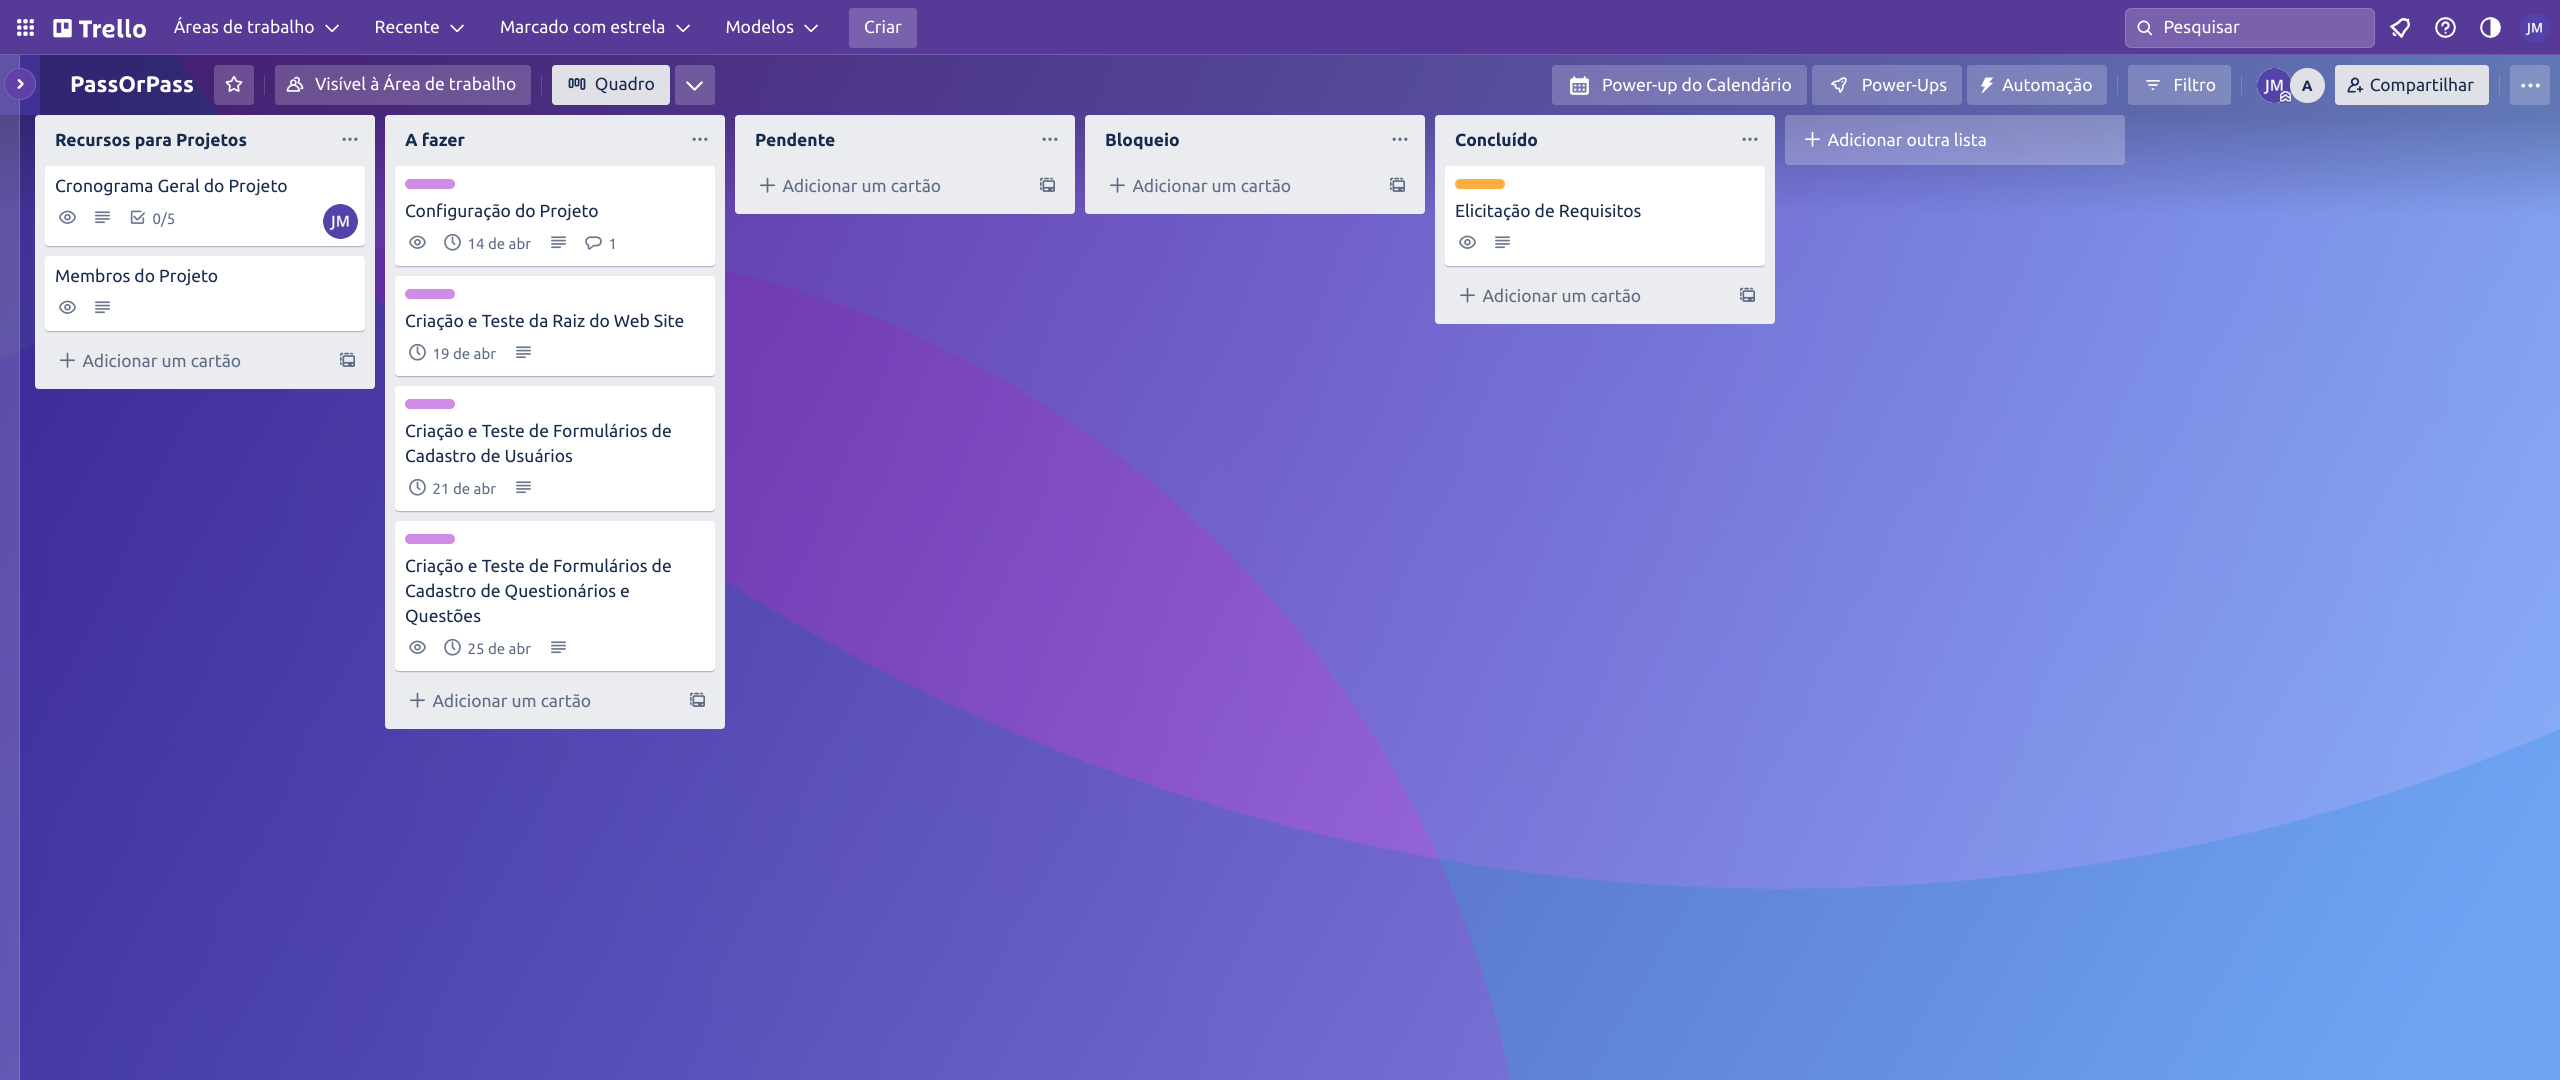 Trello
Áreas de trabalho
Recente
Marcado com estrela
Modelos
Criar
Pesquisar
JM
PassOrPass
Visível à Área de trabalho
Quadro
Power-up do Calendário
Power-Ups
Automação
Filtro
JM
A
Compartilhar
Recursos para Projetos
Cronograma Geral do Projeto
0/5
JM
Membros do Projeto
Adicionar um cartão
A fazer
Configuração do Projeto
14 de abr
1
Criação e Teste da Raiz do Web Site
19 de abr
Criação e Teste de Formulários de
Cadastro de Usuários
21 de abr
Criação e Teste de Formulários de
Cadastro de Questionários e
Questões
25 de abr
Adicionar um cartão
Pendente
Adicionar um cartão
Bloqueio
Adicionar um cartão
Concluído
Elicitação de Requisitos
Adicionar um cartão
Adicionar outra lista